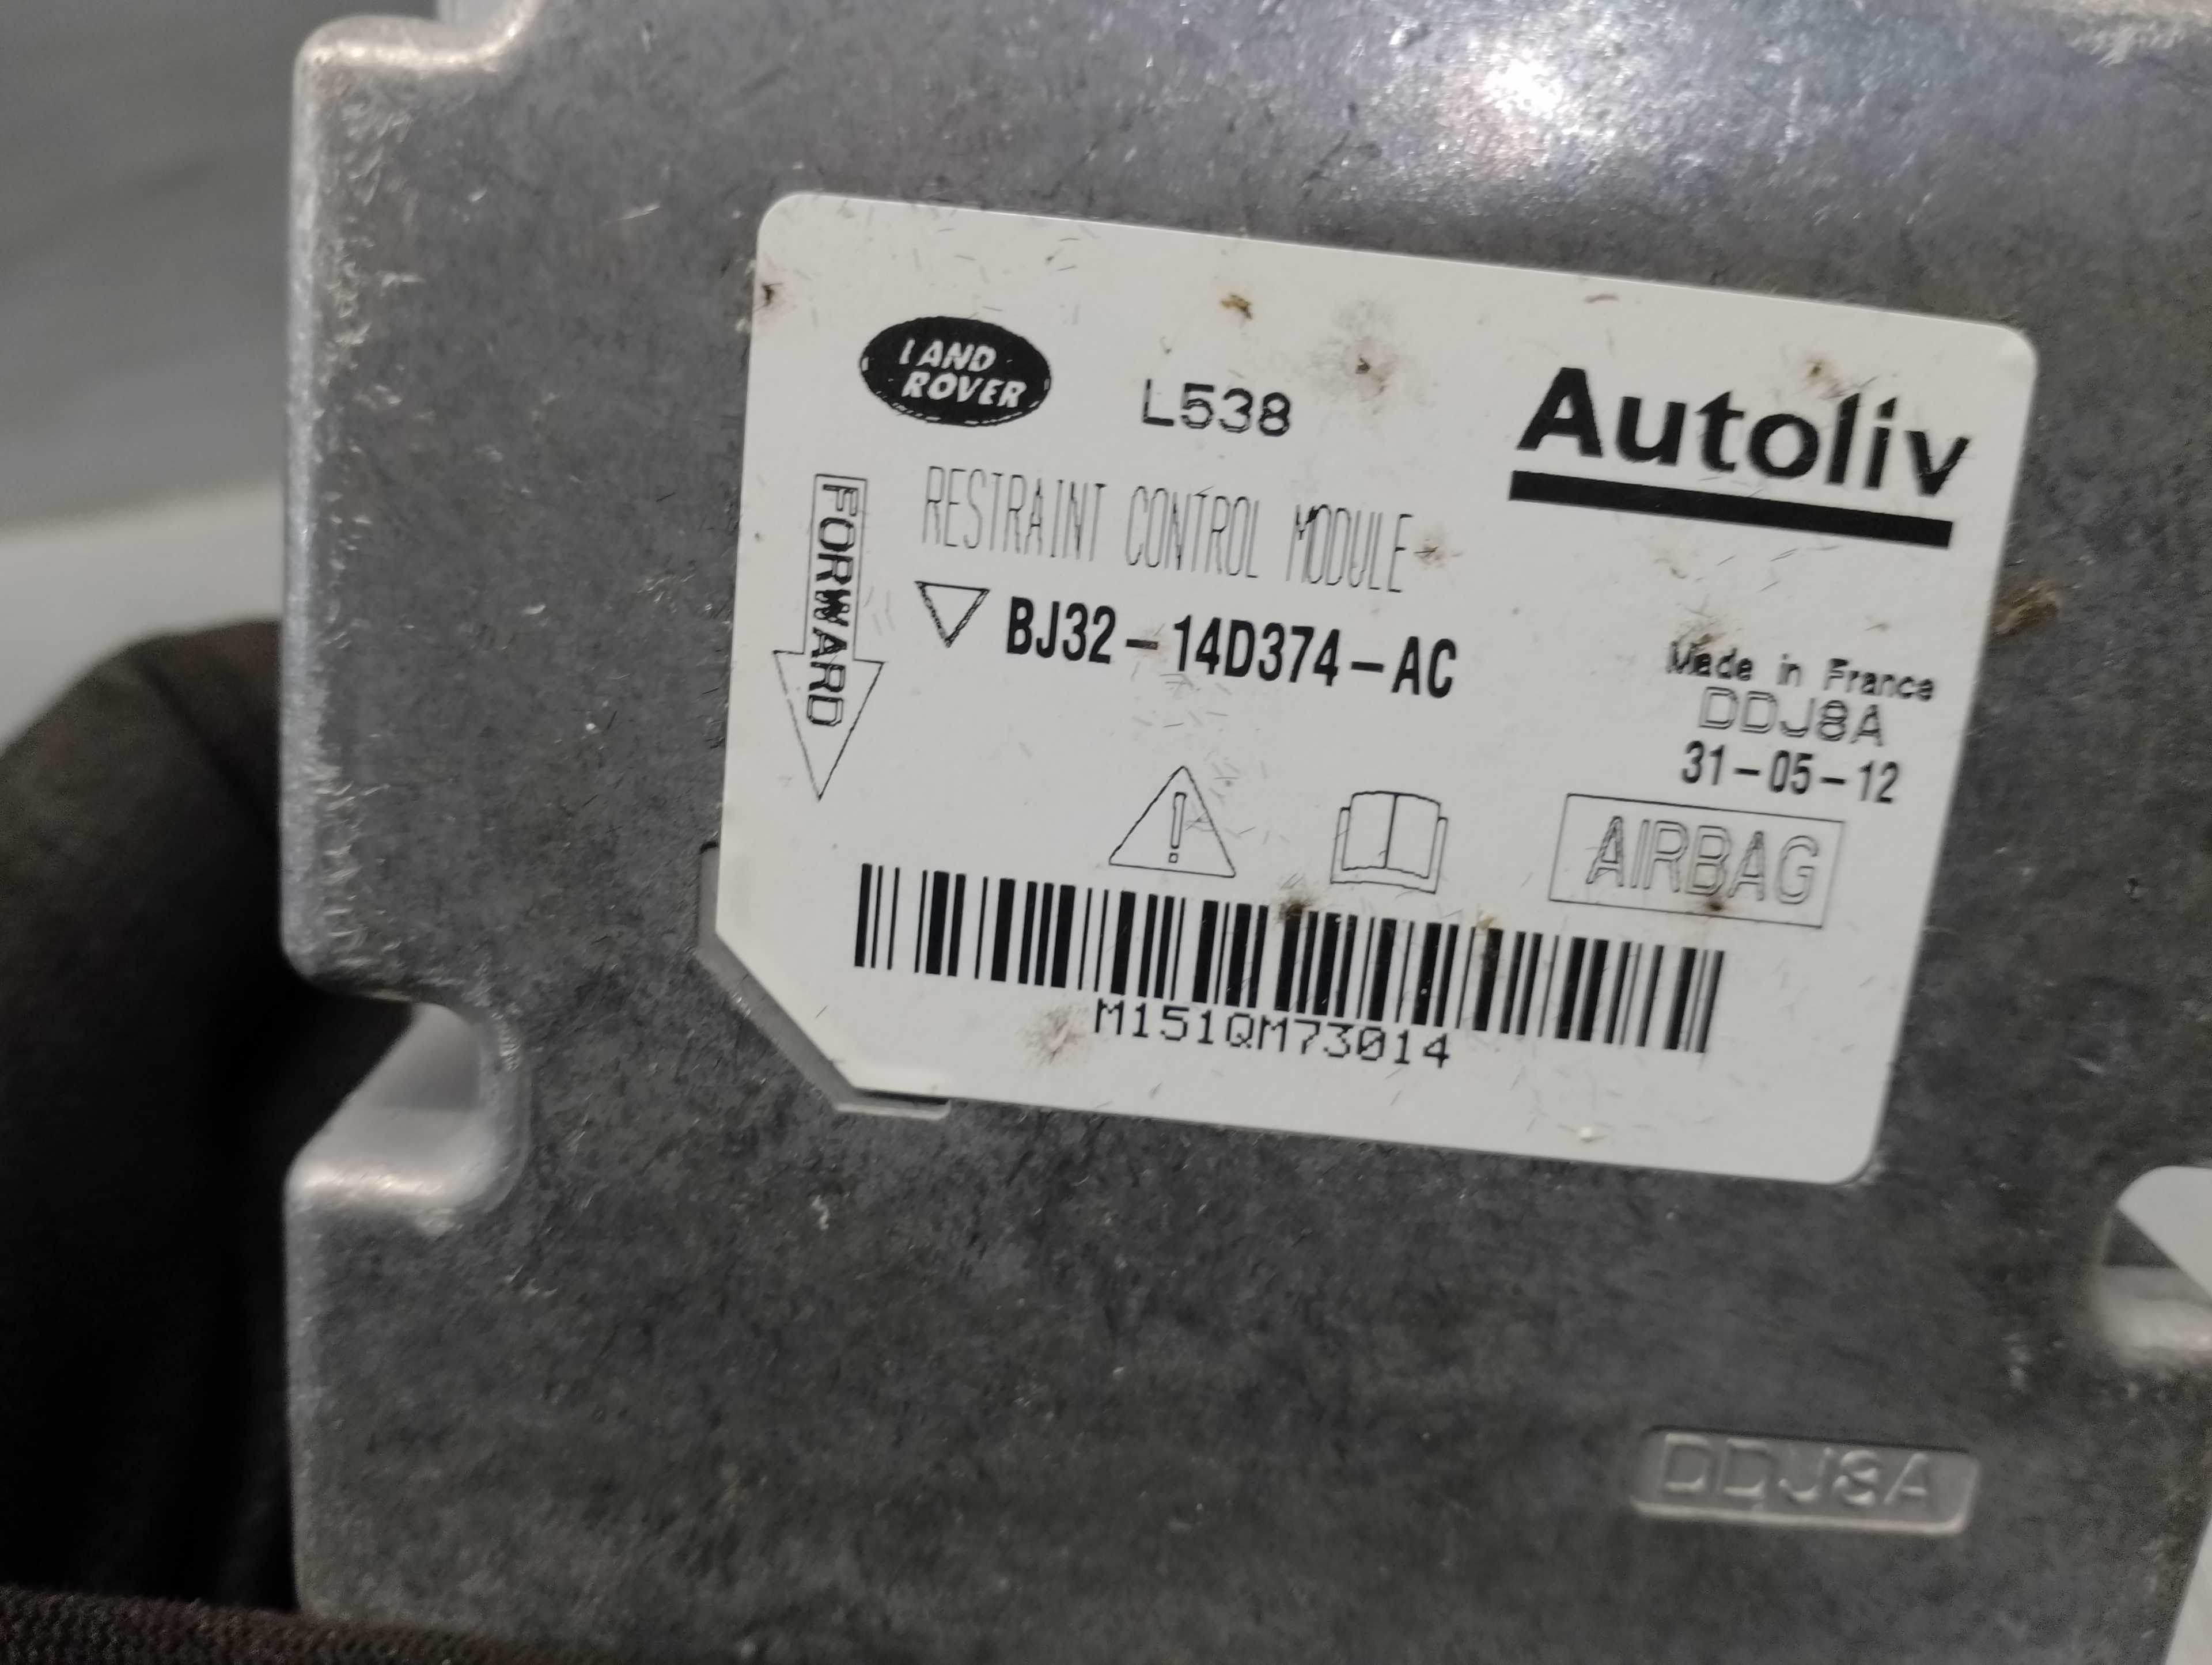 LAND
ROVER
L538
Autoliv
FORWARD
RESTRAINT CONTROL MODULE
BJ32-14D374-AC
Made in France
DDJ8A
31-05-12
AIRBAG
M151QM73014
DDJ8A